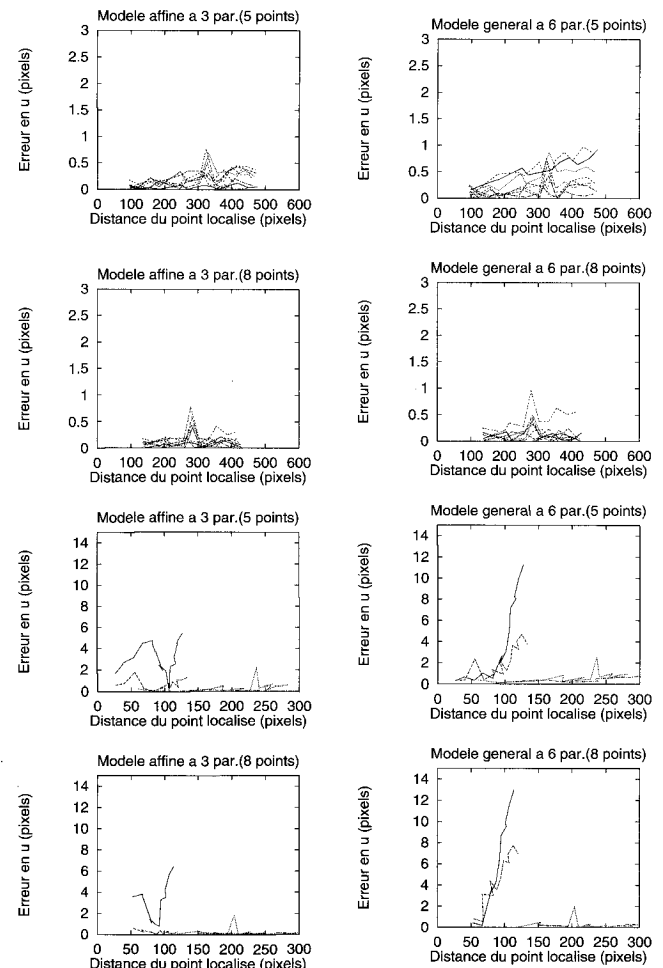 Modele affine a 3 par.(5 points)
3
2.5
2
1.5
1
0.5
0
Erreur en u (pixels)
0 100 200 300 400 500 600
Distance du point localise (pixels)
Modele general a 6 par.(5 points)
3
2.5
2
1.5
1
0.5
0
Erreur en u (pixels)
0 100 200 300 400 500 600
Distance du point localise (pixels)
Modele affine a 3 par.(8 points)
3
2.5
2
1.5
1
0.5
0
Erreur en u (pixels)
0 100 200 300 400 500 600
Distance du point localise (pixels)
Modele general a 6 par.(8 points)
3
2.5
2
1.5
1
0.5
0
Erreur en u (pixels)
0 100 200 300 400 500 600
Distance du point localise (pixels)
Modele affine a 3 par.(5 points)
14
12
10
8
6
4
2
0
Erreur en u (pixels)
0 50 100 150 200 250 300
Distance du point localise (pixels)
Modele general a 6 par.(5 points)
14
12
10
8
6
4
2
0
Erreur en u (pixels)
0 50 100 150 200 250 300
Distance du point localise (pixels)
Modele affine a 3 par.(8 points)
14
12
10
8
6
4
2
0
Erreur en u (pixels)
0 50 100 150 200 250 300
Distance du point localise (pixels)
Modele general a 6 par.(8 points)
14
12
10
8
6
4
2
0
Erreur en u (pixels)
0 50 100 150 200 250 300
Distance du point localise (pixels)